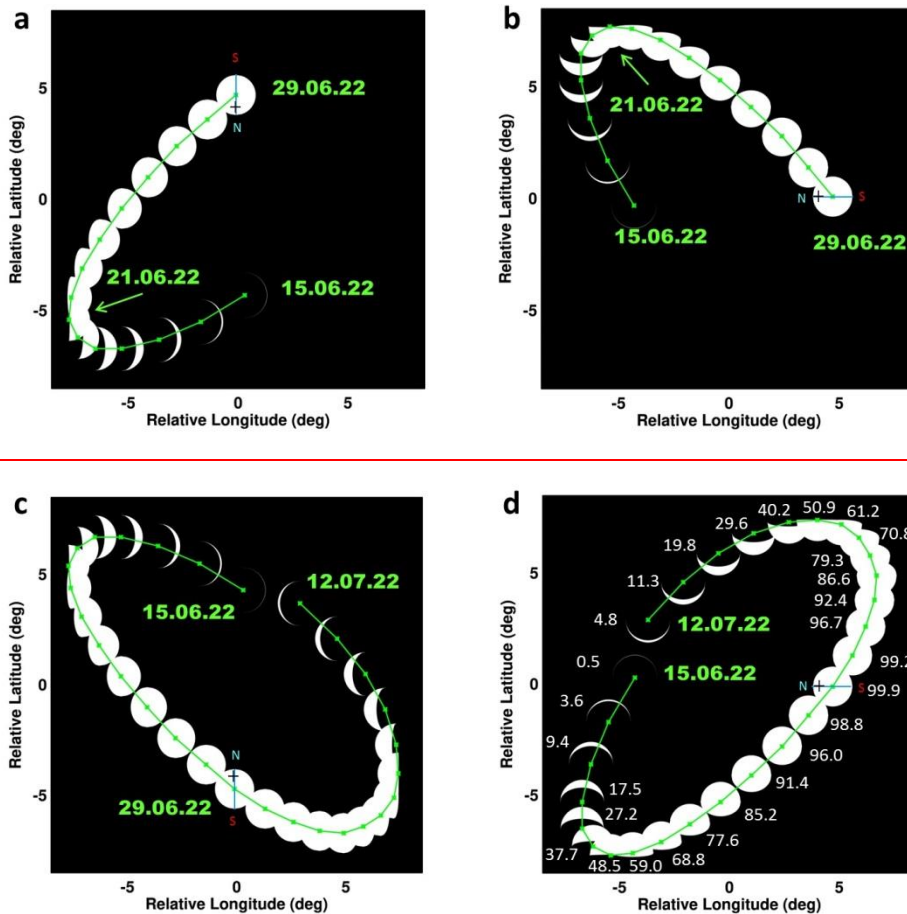 a
S
29.06.22
N
21.06.22
15.06.22
5
0
-5
Relative Latitude (deg)
-5 0 5
Relative Longitude (deg)
b
21.06.22
15.06.22
N S
29.06.22
5
0
-5
Relative Latitude (deg)
-5 0 5
Relative Longitude (deg)
c
12.07.22
15.06.22
N
29.06.22
S
5
0
-5
Relative Latitude (deg)
-5 0 5
Relative Longitude (deg)
d
40.2 50.9 61.2
29.6 70.8
19.8 79.3
11.3 86.6
4.8 92.4
12.07.22 96.7
0.5 15.06.22 99.2
N S
3.6 99.9
9.4 98.8
96.0
17.5 91.4
27.2 85.2
37.7 77.6
48.5 59.0 68.8
5
0
-5
Relative Latitude (deg)
-5 0 5
Relative Longitude (deg)